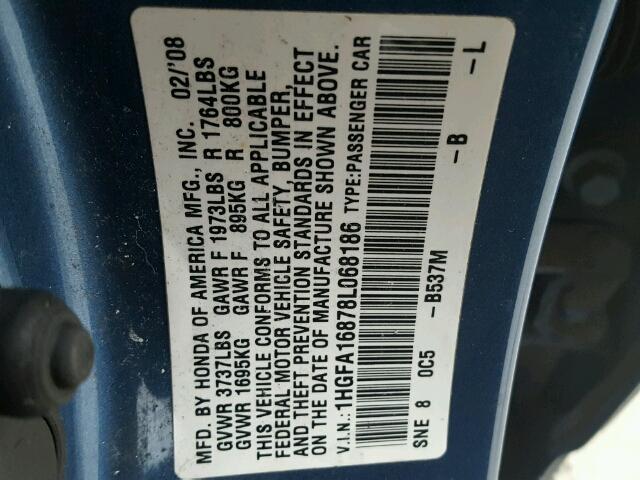 MFD. BY HONDA OF AMERICA MFG., INC. 02/'08
GVWR 3737LBS GAWR F 1973LBS R 1764LBS
GVWR 1695KG GAWR F 895KG R 800KG
THIS VEHICLE CONFORMS TO ALL APPLICABLE
FEDERAL MOTOR VEHICLE SAFETY, BUMPER,
AND THEFT PREVENTION STANDARDS IN EFFECT
ON THE DATE OF MANUFACTURE SHOWN ABOVE.
V.I.N.: 1HGFA16878L068186 TYPE:PASSENGER CAR
SNE 8 0C5 -B537M -B -L